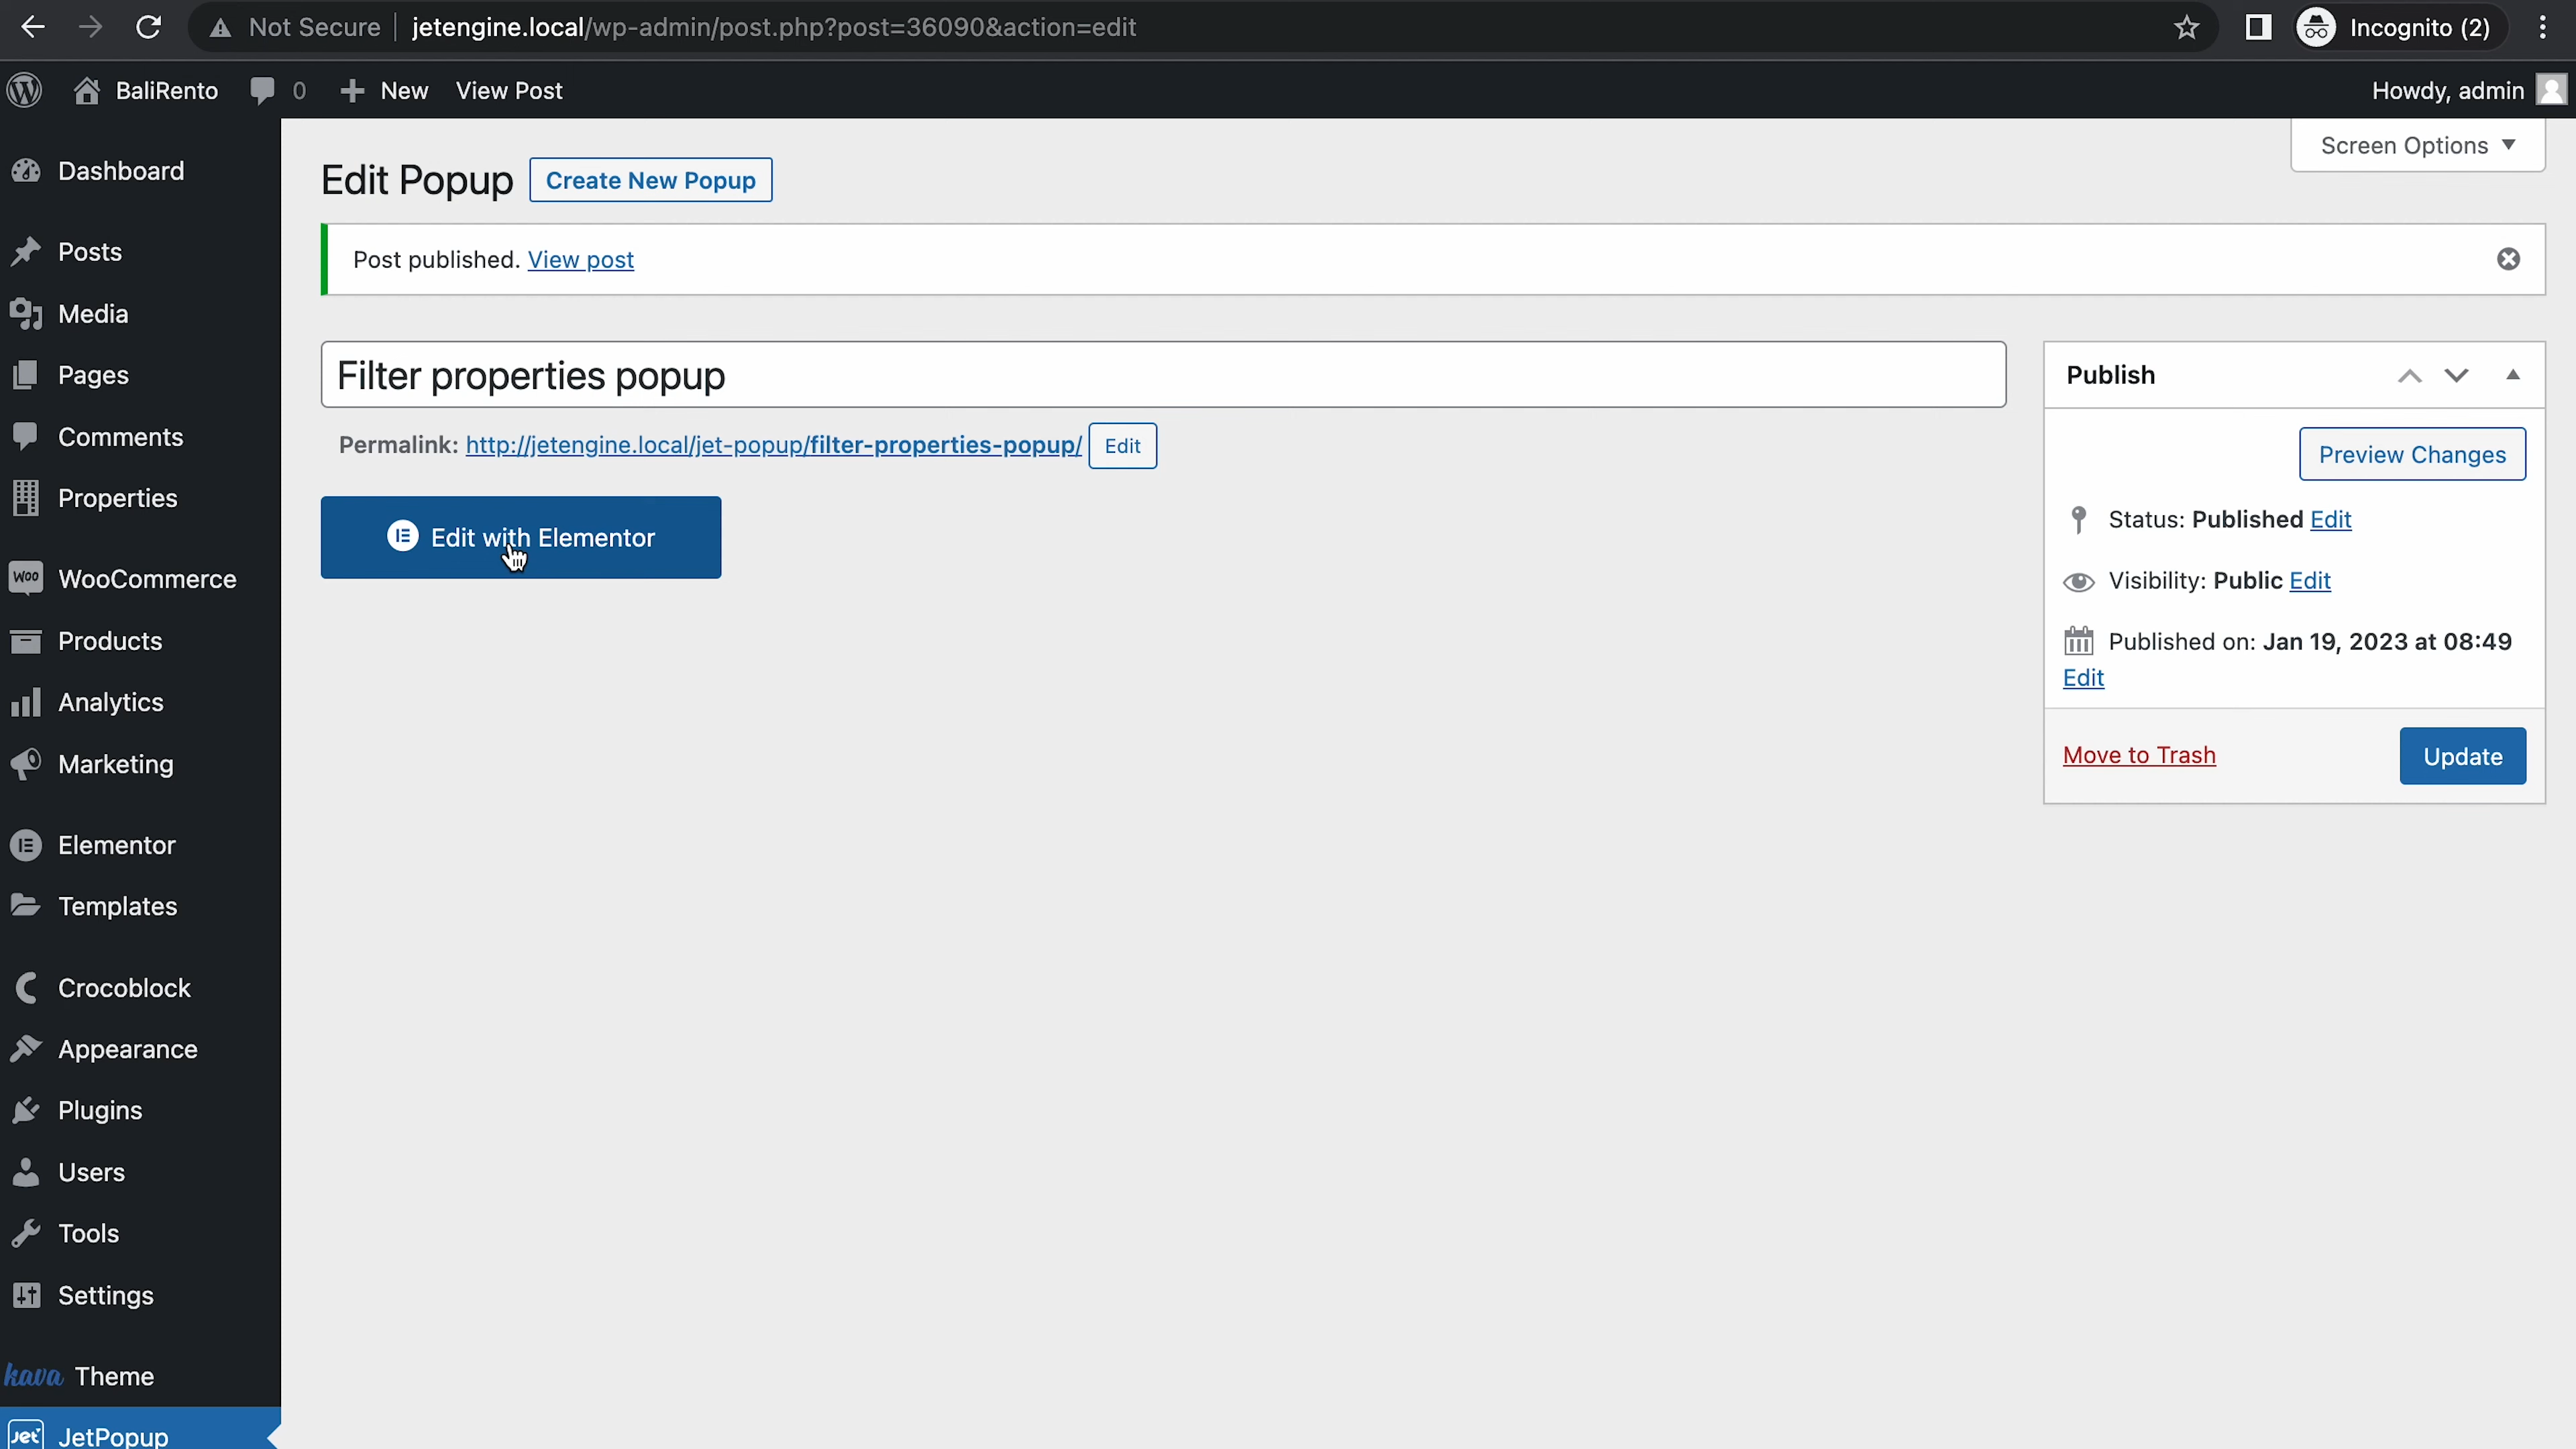 Not Secure jetengine.local/wp-admin/post.php?post=36090&action=edit Incognito (2)
BaliRento 0 New View Post Howdy, admin
Screen Options
Dashboard
Posts
Media
Pages
Comments
Properties
WooCommerce
Products
Analytics
Marketing
Elementor
Templates
Crocoblock
Appearance
Plugins
Users
Tools
Settings
kava Theme
Jet JetPopup
Edit Popup Create New Popup
Post published. View post
Filter properties popup
Permalink: http://jetengine.local/jet-popup/filter-properties-popup/ Edit
Edit with Elementor
Publish
Preview Changes
Status: Published Edit
Visibility: Public Edit
Published on: Jan 19, 2023 at 08:49
Edit
Move to Trash Update